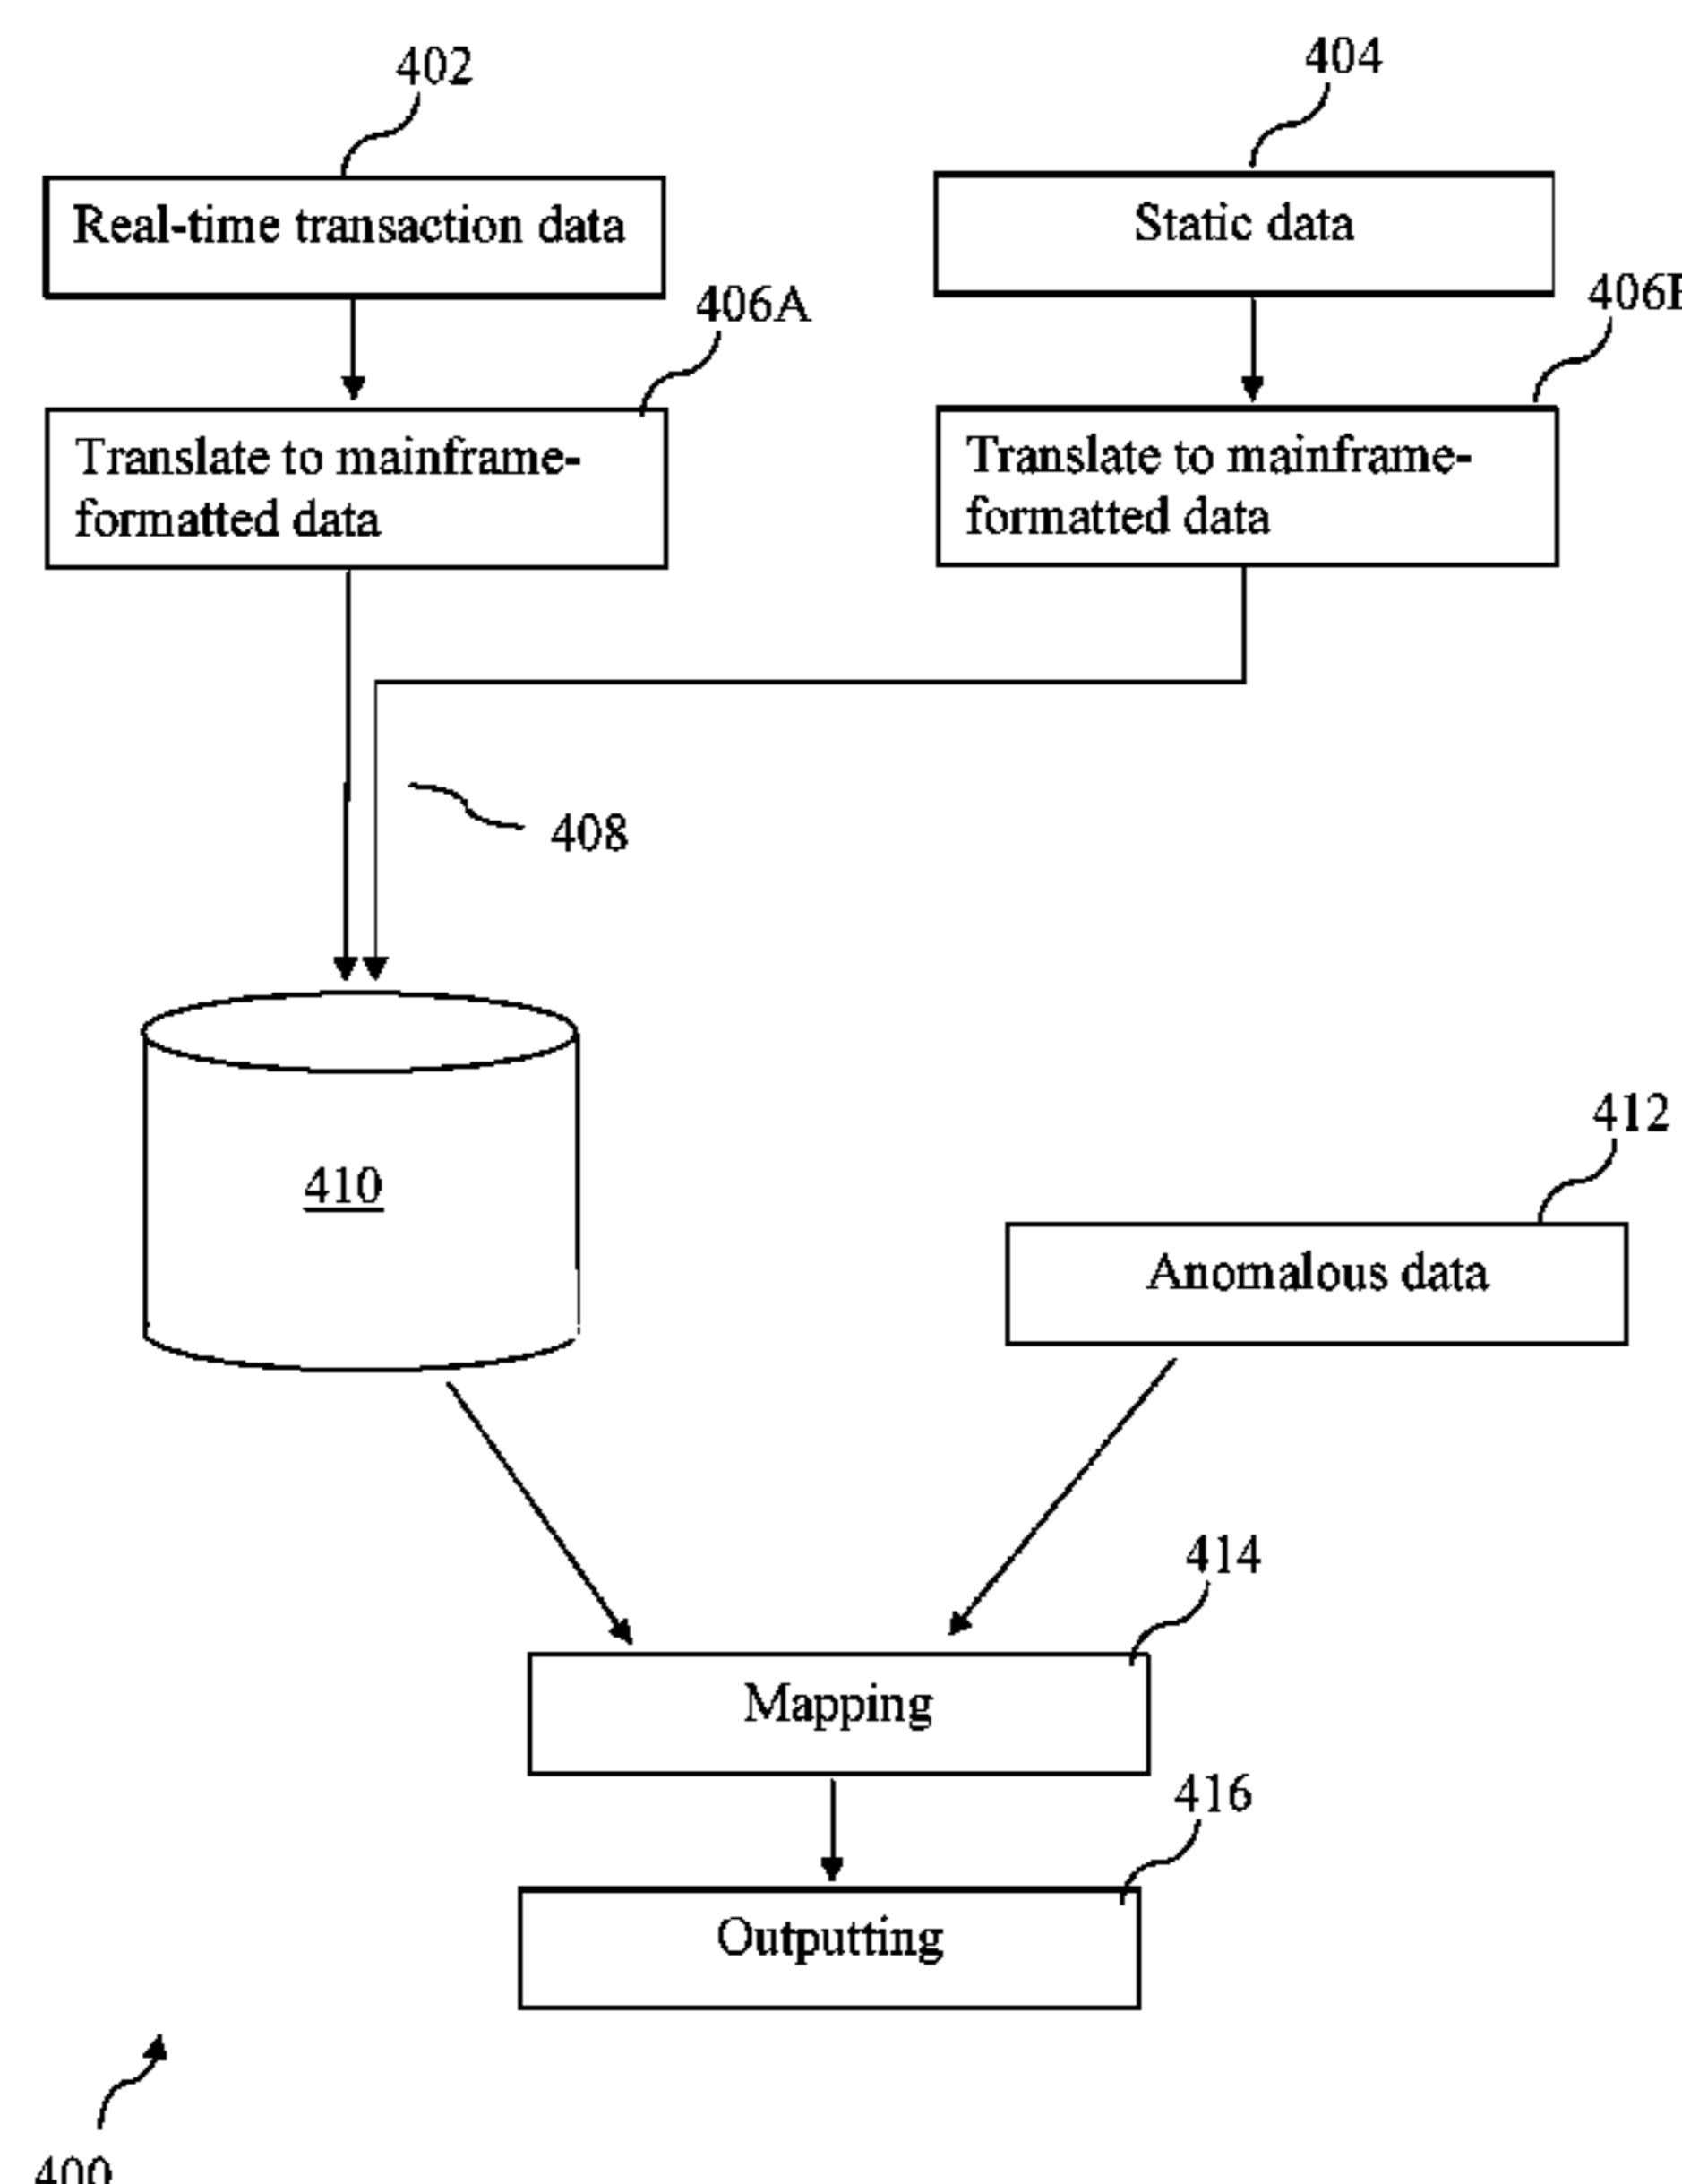 402
404
Real-time transaction data
Static data
406A
406B
Translate to mainframe-
formatted data
Translate to mainframe-
formatted data
408
410
412
Anomalous data
414
Mapping
416
Outputting
400